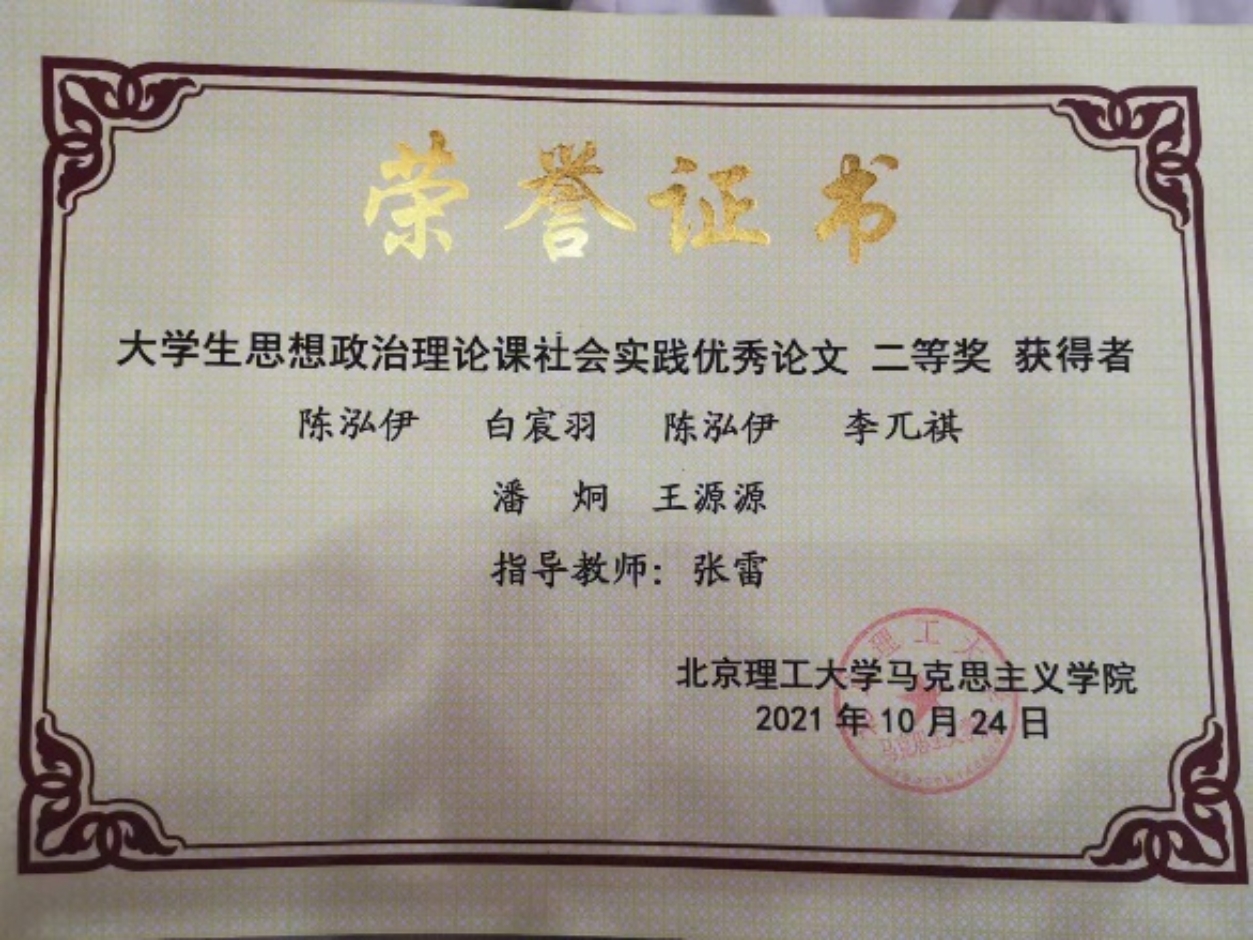 荣誉证书
大学生思想政治理论课社会实践优秀论文 二等奖 获得者
陈泓伊 白宸羽 陈泓伊 李兀祺
潘 炯 王源源
指导教师：张雷
北京理工大学马克思主义学院
2021 年 10 月 24 日
理工大